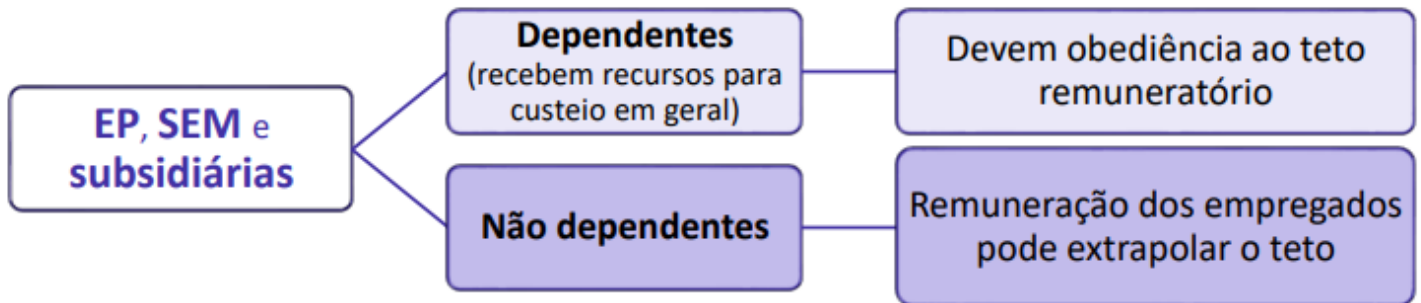 EP, SEM e
subsidiárias
Dependentes
(recebem recursos para
custeio em geral)
Devem obediência ao teto
remuneratório
Não dependentes
Remuneração dos empregados
pode extrapolar o teto